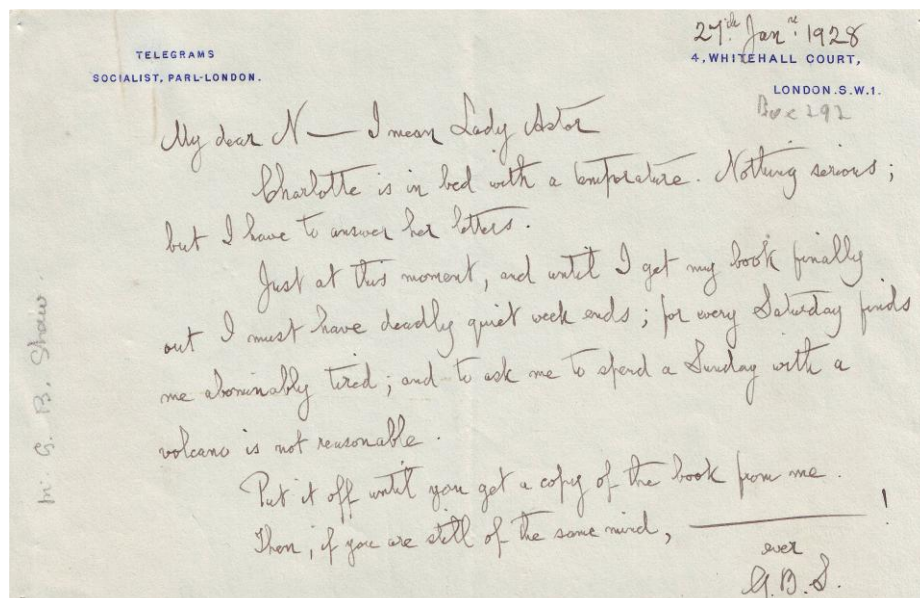 27th Jany. 1928
TELEGRAMS
SOCIALIST, PARL-LONDON.
4, WHITEHALL COURT,
LONDON. S.W.1.
Box 292
My dear N— I mean Lady Astor
Charlotte is in bed with a temperature. Nothing serious;
but I have to answer her letters.
Just at this moment, and until I get my book finally
out I must have deadly quiet week ends; for every Saturday finds
me abominably tired; and to ask me to spend a Sunday with a
volcano is not reasonable.
Put it off until you get a copy of the book from me.
Then, if you are still of the same mind, ———— !
ever
G.B.S.
G. B. Shaw